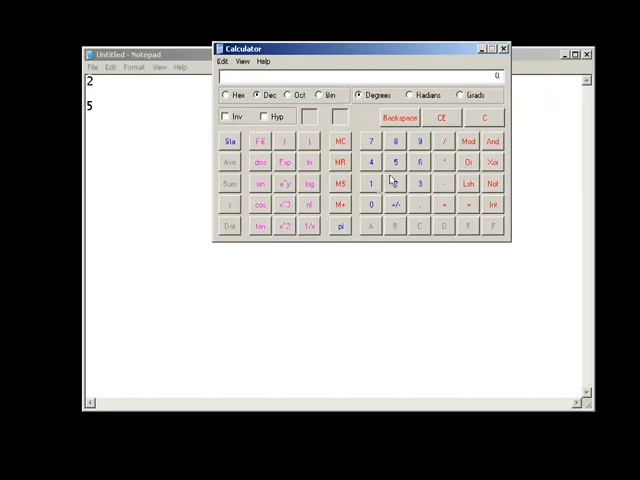 Untitled - Notepad
File Edit Format View Help
2
5
Calculator
Edit View Help
0.
Hex Dec Oct Bin Degrees Radians Grads
Inv Hyp Backspace CE C
Sta F-E ( ) MC 7 8 9 / Mod And
Ave dms Exp ln MR 4 5 6 * Or Xor
Sum sin x^y log MS 1 2 3 - Lsh Not
s cos x^3 n! M+ 0 +/- . + = Int
Dat tan x^2 1/x pi A B C D E F